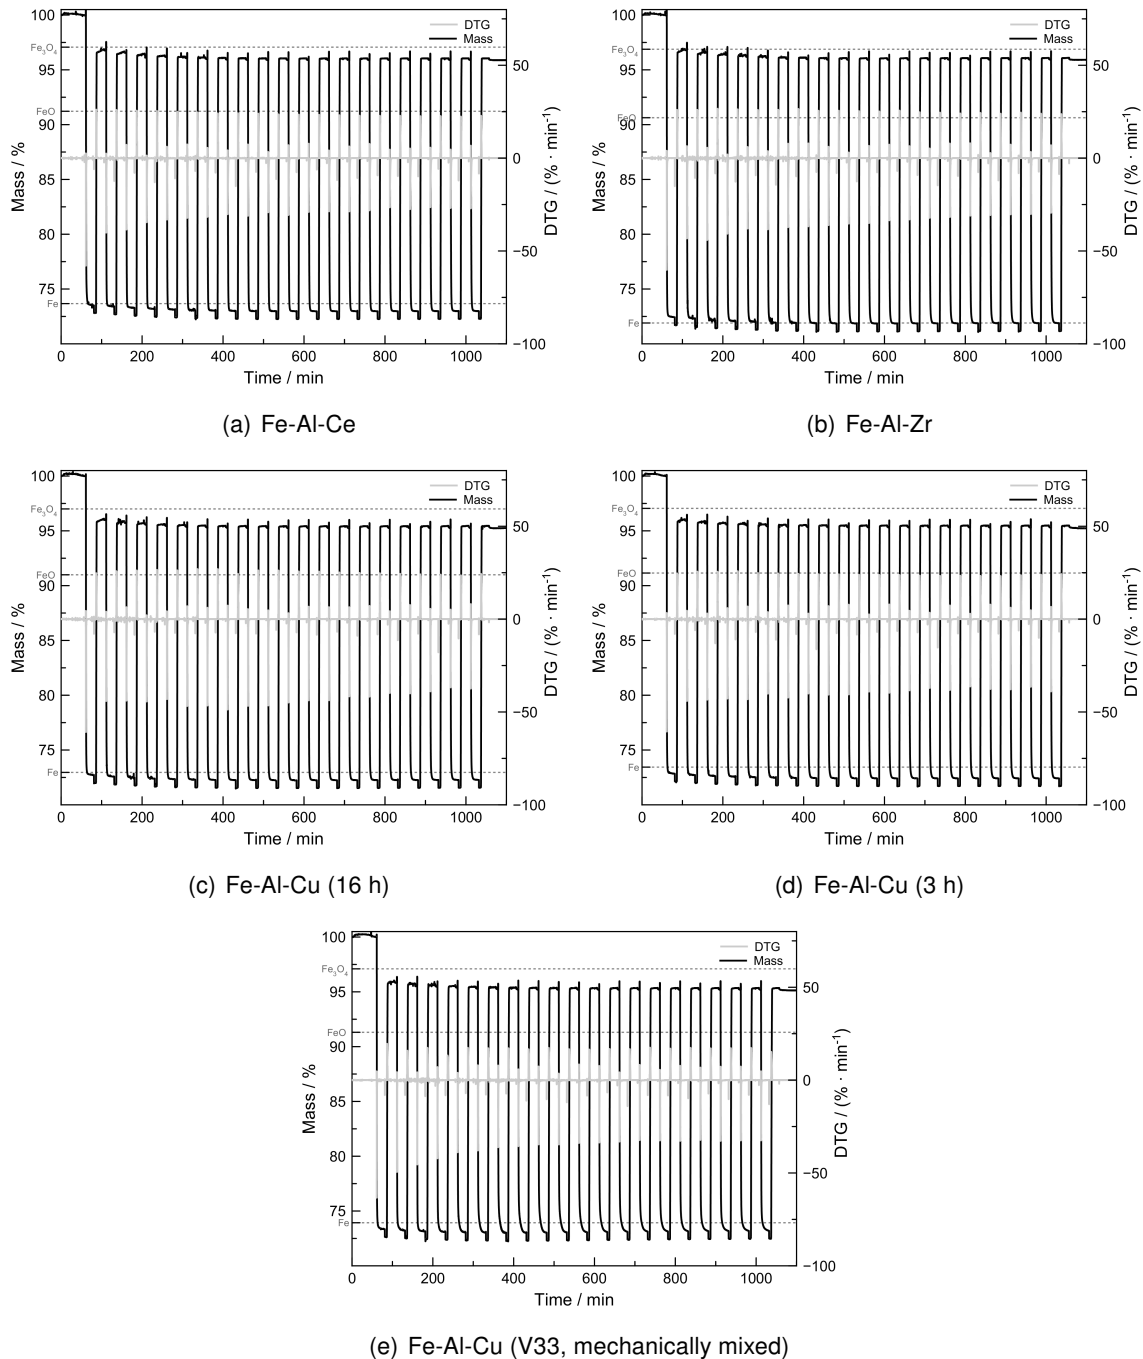 DTG
Mass
100
95
90
85
80
75
Fe₃O₄
FeO
Fe
Mass / %
50
0
−50
−100
DTG / (% · min⁻¹)
0 200 400 600 800 1000
Time / min
(a) Fe-Al-Ce
DTG
Mass
100
95
90
85
80
75
Fe₃O₄
FeO
Fe
Mass / %
50
0
−50
−100
DTG / (% · min⁻¹)
0 200 400 600 800 1000
Time / min
(b) Fe-Al-Zr
DTG
Mass
100
95
90
85
80
75
Fe₃O₄
FeO
Fe
Mass / %
50
0
−50
−100
DTG / (% · min⁻¹)
0 200 400 600 800 1000
Time / min
(c) Fe-Al-Cu (16 h)
DTG
Mass
100
95
90
85
80
75
Fe₃O₄
FeO
Fe
Mass / %
50
0
−50
−100
DTG / (% · min⁻¹)
0 200 400 600 800 1000
Time / min
(d) Fe-Al-Cu (3 h)
DTG
Mass
100
95
90
85
80
75
Fe₃O₄
FeO
Fe
Mass / %
50
0
−50
−100
DTG / (% · min⁻¹)
0 200 400 600 800 1000
Time / min
(e) Fe-Al-Cu (V33, mechanically mixed)